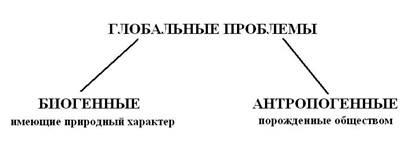 ГЛОБАЛЬНЫЕ ПРОБЛЕМЫ
БИОГЕННЫЕ
имеющие природный характер
АНТРОПОГЕННЫЕ
порожденные обществом